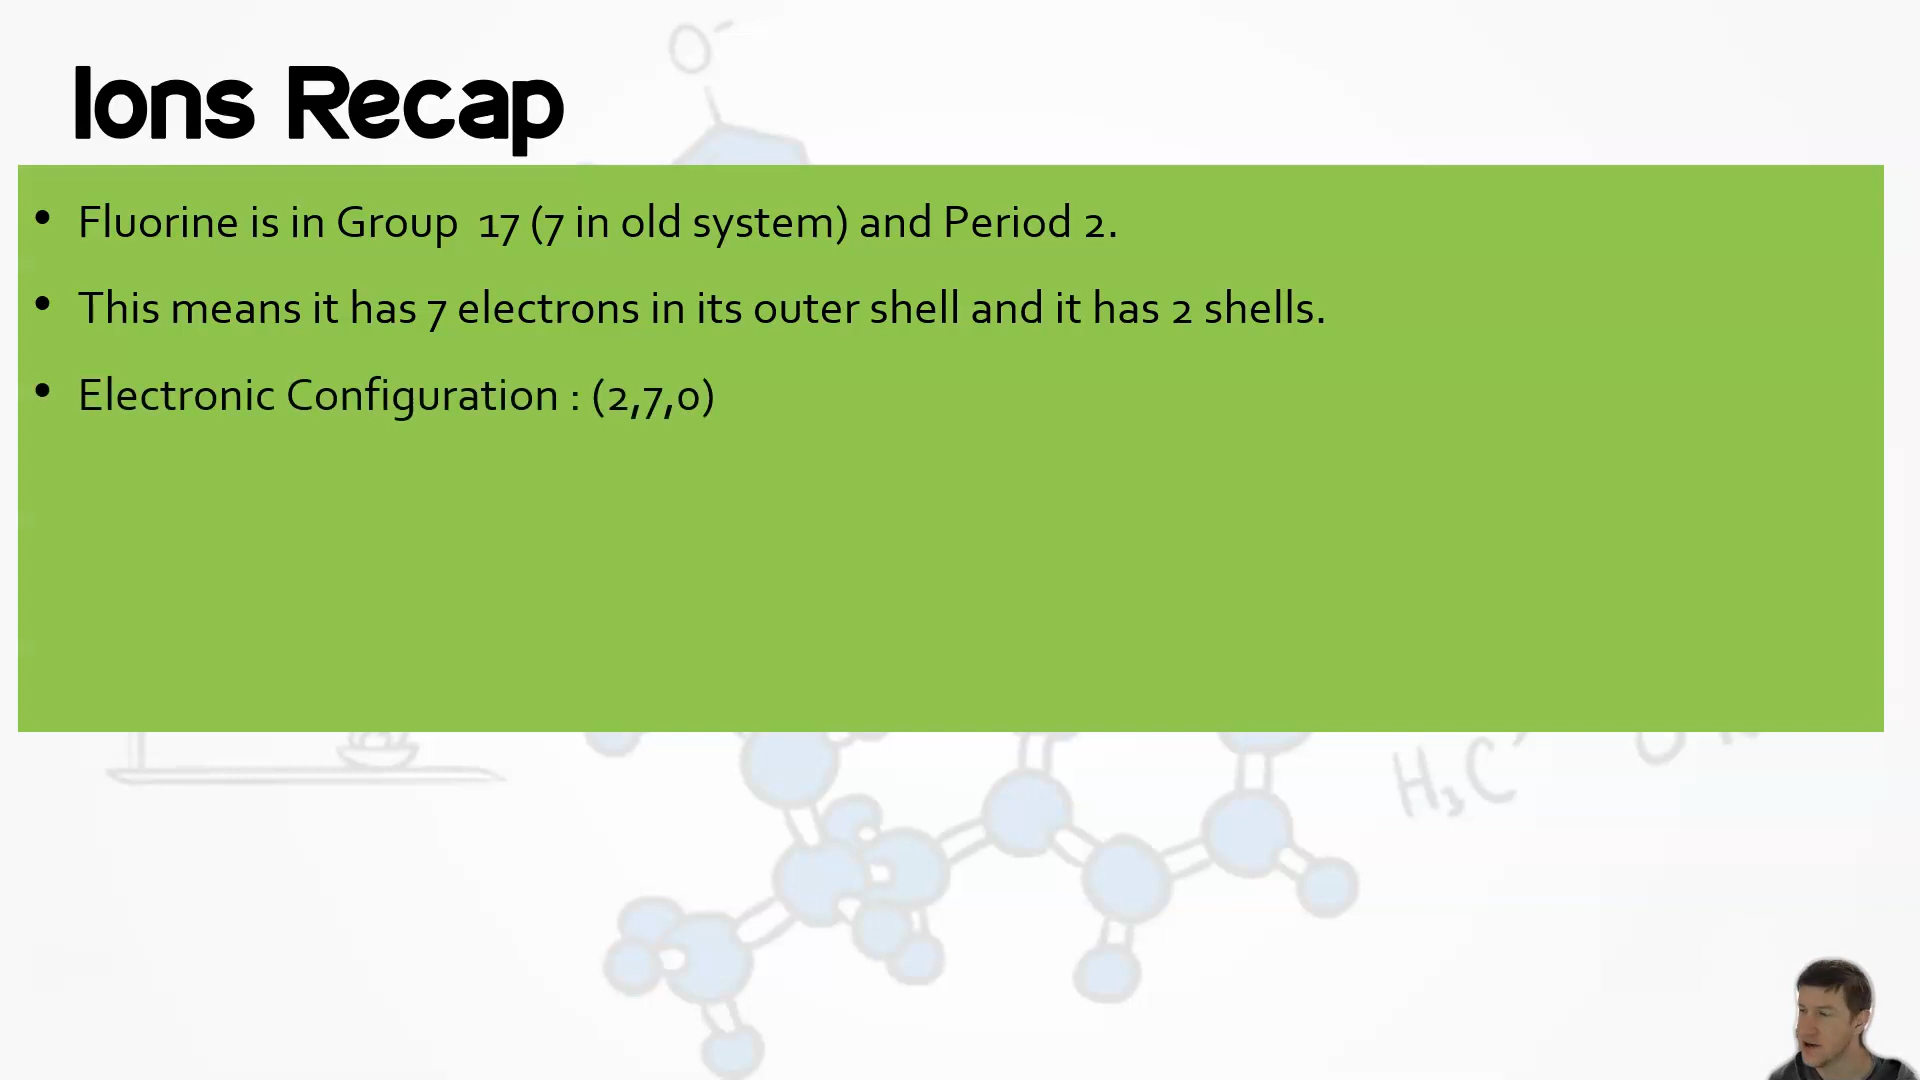 O-
Ions Recap
• Fluorine is in Group 17 (7 in old system) and Period 2.
• This means it has 7 electrons in its outer shell and it has 2 shells.
• Electronic Configuration : (2,7,0)
H₃C